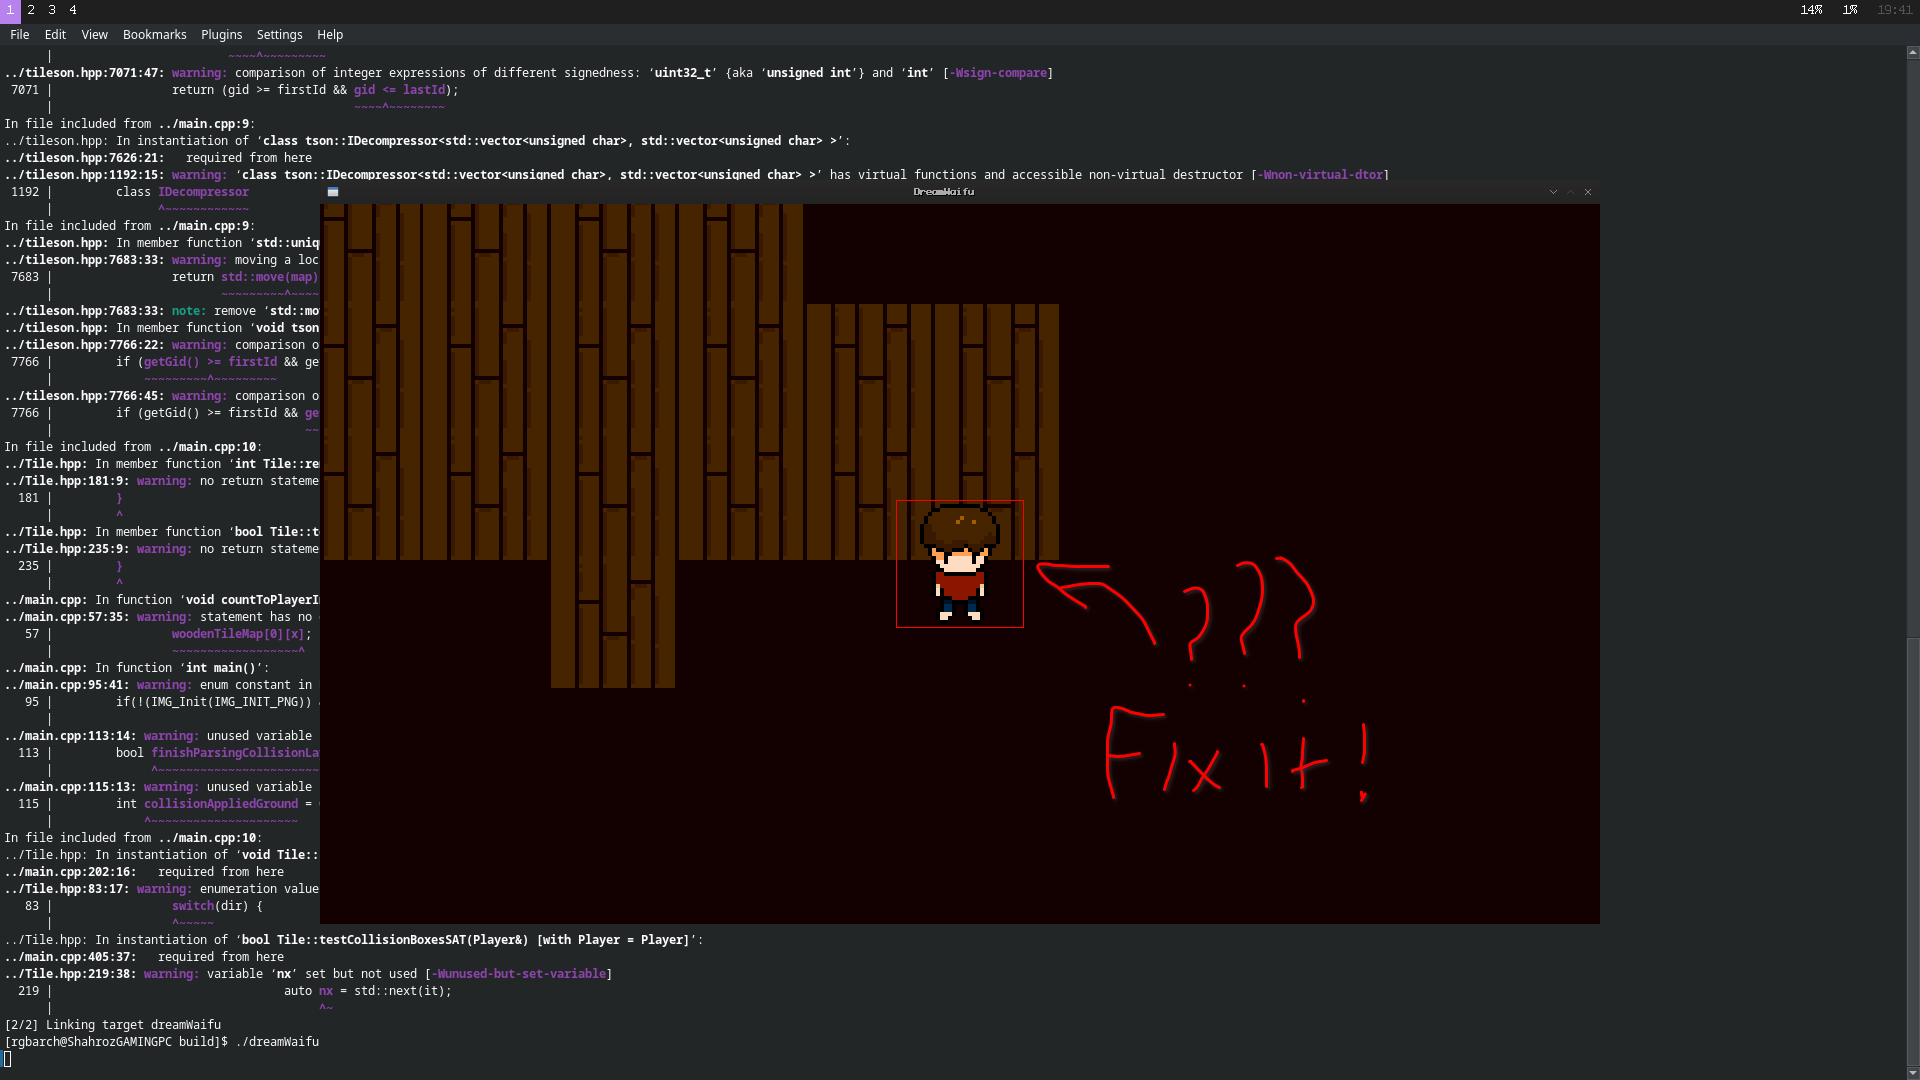 1 2 3 4 14% 1% 19:41
File Edit View Bookmarks Plugins Settings Help
| ~~~~^~~~~~~~~~
../tileson.hpp:7071:47: warning: comparison of integer expressions of different signedness: ‘uint32_t’ {aka ‘unsigned int’} and ‘int’ [-Wsign-compare]
7071 | return (gid >= firstId && gid <= lastId);
| ~~~~^~~~~~~~~
In file included from ../main.cpp:9:
../tileson.hpp: In instantiation of ‘class tson::IDecompressor<std::vector<unsigned char>, std::vector<unsigned char> >’:
../tileson.hpp:7626:21:   required from here
../tileson.hpp:1192:15: warning: ‘class tson::IDecompressor<std::vector<unsigned char>, std::vector<unsigned char> >’ has virtual functions and accessible non-virtual destructor [-Wnon-virtual-dtor]
1192 | class IDecompressor
DreamWaifu
| ^~~~~~~~~~~~~
In file included from ../main.cpp:9:
../tileson.hpp: In member function ‘std::uniq
../tileson.hpp:7683:33: warning: moving a loc
7683 | return std::move(map)
| ~~~~~~~~~^~~~
../tileson.hpp:7683:33: note: remove ‘std::mo
../tileson.hpp: In member function ‘void tson
../tileson.hpp:7766:22: warning: comparison o
7766 | if (getGid() >= firstId && ge
| ~~~~~~~~~^~~~~~~~~~
../tileson.hpp:7766:45: warning: comparison o
7766 | if (getGid() >= firstId && ge
| ~~
In file included from ../main.cpp:10:
../Tile.hpp: In member function ‘int Tile::re
../Tile.hpp:181:9: warning: no return stateme
181 | }
| ^
../Tile.hpp: In member function ‘bool Tile::t
../Tile.hpp:235:9: warning: no return stateme
235 | }
| ^
../main.cpp: In function ‘void countToPlayerI
../main.cpp:57:35: warning: statement has no
57 | woodenTileMap[0][x];
| ~~~~~~~~~~~~~~~~~~^
../main.cpp: In function ‘int main()’:
../main.cpp:95:41: warning: enum constant in
95 | if(!(IMG_Init(IMG_INIT_PNG))
|
../main.cpp:113:14: warning: unused variable
113 | bool finishParsingCollisionLa
| ^~~~~~~~~~~~~~~~~~~~~~~~
../main.cpp:115:13: warning: unused variable
115 | int collisionAppliedGround =
| ^~~~~~~~~~~~~~~~~~~~~~
In file included from ../main.cpp:10:
../Tile.hpp: In instantiation of ‘void Tile::
../main.cpp:202:16:   required from here
../Tile.hpp:83:17: warning: enumeration value
83 | switch(dir) {
| ^~~~~~
../Tile.hpp: In instantiation of ‘bool Tile::testCollisionBoxesSAT(Player&) [with Player = Player]’:
../main.cpp:405:37:   required from here
../Tile.hpp:219:38: warning: variable ‘nx’ set but not used [-Wunused-but-set-variable]
219 | auto nx = std::next(it);
| ^~
[2/2] Linking target dreamWaifu
[rgbarch@ShahrozGAMINGPC build]$ ./dreamWaifu
???
Fix it!